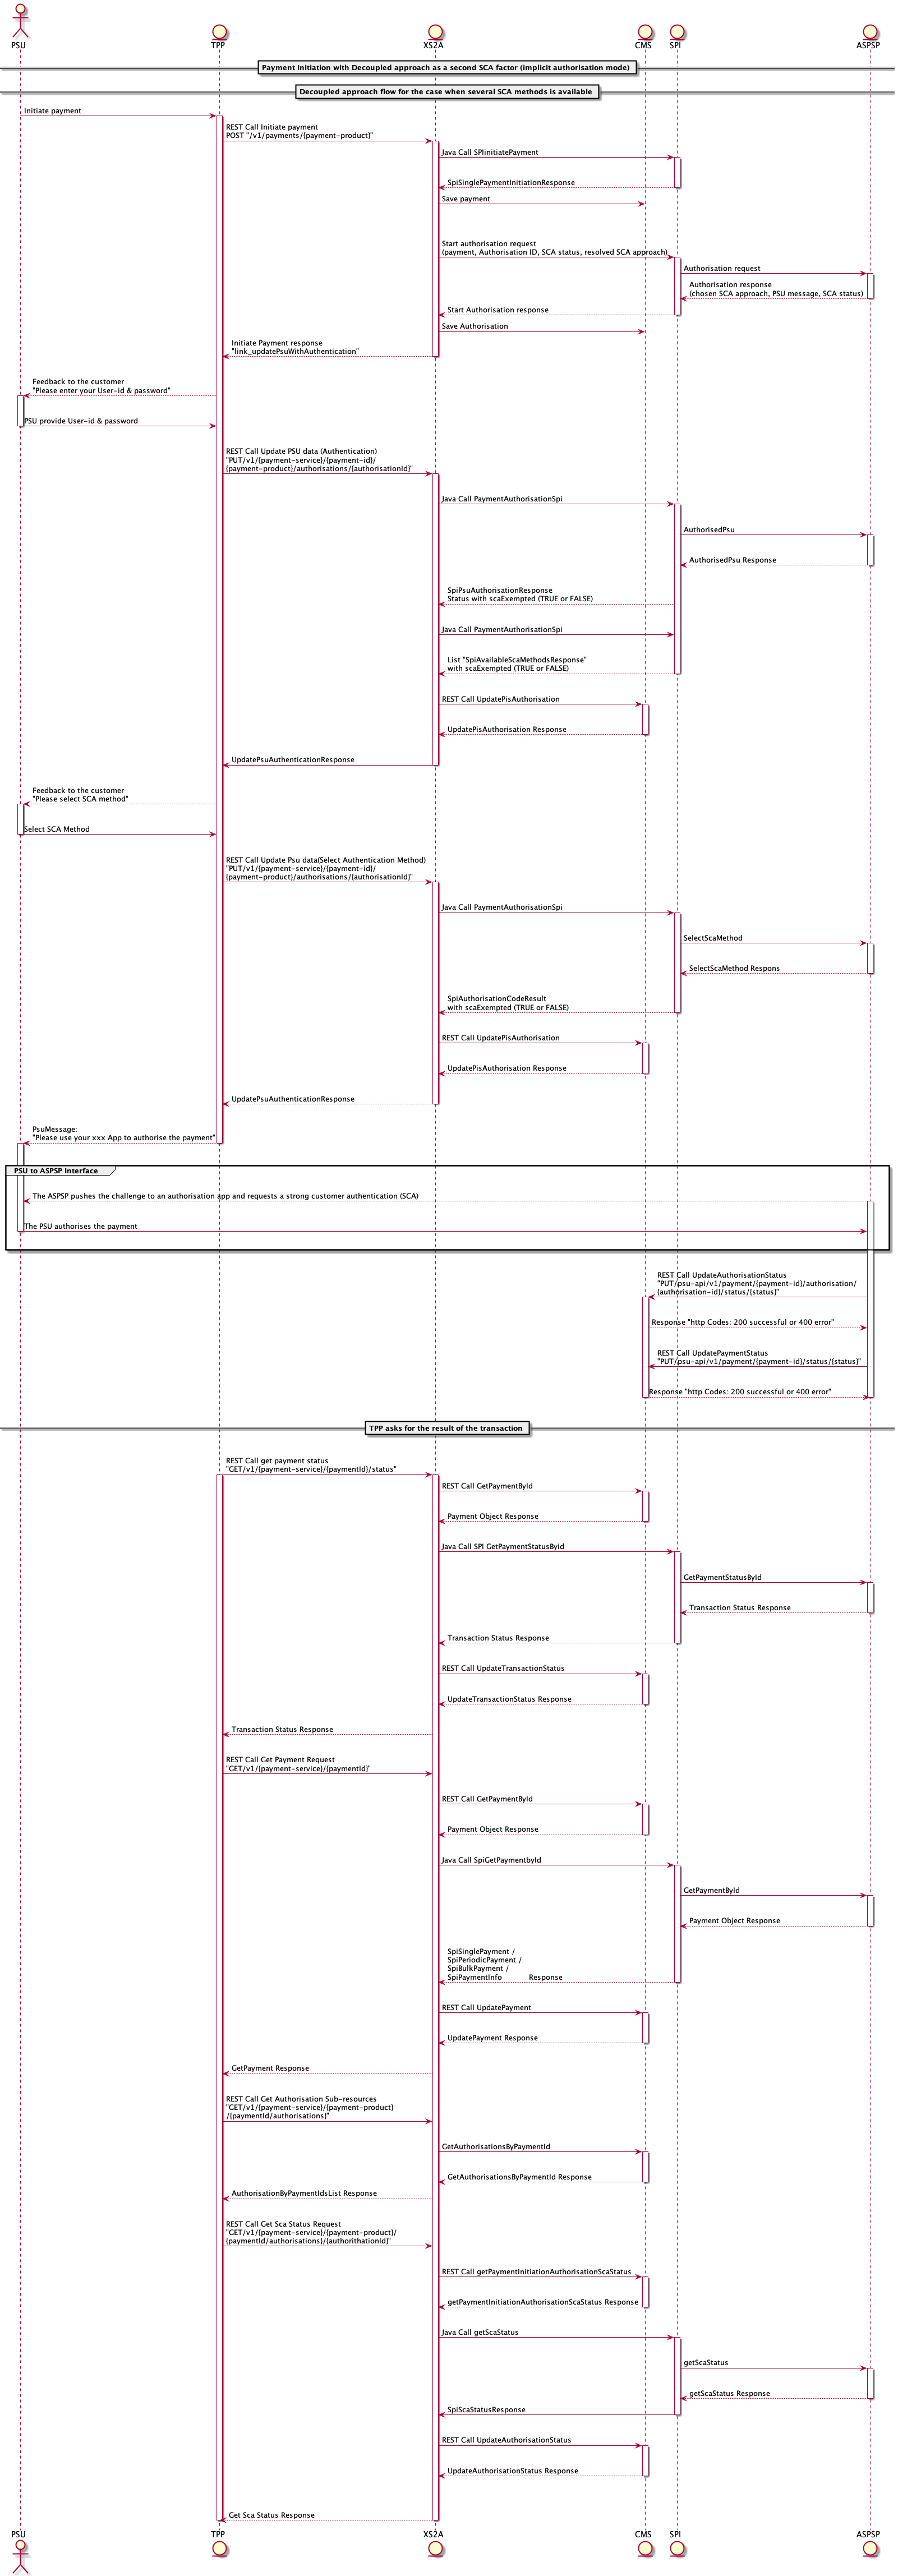 PSU
TPP
XS2A
CMS
SPI
ASPSP
Payment Initiation with Decoupled approach as a second SCA factor (implicit authorisation mode)
Decoupled approach flow for the case when several SCA methods is available
Initiate payment
REST Call Initiate payment
POST "/v1/payments/{payment-product}"
Java Call SPIinitiatePayment
SpiSinglePaymentInitiationResponse
Save payment
Start authorisation request
(payment, Authorisation ID, SCA status, resolved SCA approach)
Authorisation request
Authorisation response
(chosen SCA approach, PSU message, SCA status)
Start Authorisation response
Save Authorisation
Initiate Payment response
"link_updatePsuWithAuthentication"
Feedback to the customer
"Please enter your User-id & password"
PSU provide User-id & password
REST Call Update PSU data (Authentication)
"PUT/v1/{payment-service}/{payment-id}/
{payment-product}/authorisations/{authorisationId}"
Java Call PaymentAuthorisationSpi
AuthorisedPsu
AuthorisedPsu Response
SpiPsuAuthorisationResponse
Status with scaExempted (TRUE or FALSE)
Java Call PaymentAuthorisationSpi
List "SpiAvailableScaMethodsResponse"
with scaExempted (TRUE or FALSE)
REST Call UpdatePisAuthorisation
UpdatePisAuthorisation Response
UpdatePsuAuthenticationResponse
Feedback to the customer
"Please select SCA method"
Select SCA Method
REST Call Update Psu data(Select Authentication Method)
"PUT/v1/{payment-service}/{payment-id}/
{payment-product}/authorisations/{authorisationId}"
Java Call PaymentAuthorisationSpi
SelectScaMethod
SelectScaMethod Respons
SpiAuthorisationCodeResult
with scaExempted (TRUE or FALSE)
REST Call UpdatePisAuthorisation
UpdatePisAuthorisation Response
UpdatePsuAuthenticationResponse
PsuMessage:
"Please use your xxx App to authorise the payment"
PSU to ASPSP Interface
The ASPSP pushes the challenge to an authorisation app and requests a strong customer authentication (SCA)
The PSU authorises the payment
REST Call UpdateAuthorisationStatus
"PUT/psu-api/v1/payment/{payment-id}/authorisation/
{authorisation-id}/status/{status}"
Response "http Codes: 200 successful or 400 error"
REST Call UpdatePaymentStatus
"PUT/psu-api/v1/payment/{payment-id}/status/{status}"
Response "http Codes: 200 successful or 400 error"
TPP asks for the result of the transaction
REST Call get payment status
"GET/v1/{payment-service}/{paymentId}/status"
REST Call GetPaymentById
Payment Object Response
Java Call SPI GetPaymentStatusByid
GetPaymentStatusById
Transaction Status Response
Transaction Status Response
REST Call UpdateTransactionStatus
UpdateTransactionStatus Response
Transaction Status Response
REST Call Get Payment Request
"GET/v1/{payment-service}/{paymentId}"
REST Call GetPaymentById
Payment Object Response
Java Call SpiGetPaymentbyId
GetPaymentById
Payment Object Response
SpiSinglePayment /
SpiPeriodicPayment /
SpiBulkPayment /
SpiPaymentInfo Response
REST Call UpdatePayment
UpdatePayment Response
GetPayment Response
REST Call Get Authorisation Sub-resources
"GET/v1/{payment-service}/{payment-product}
/{paymentId/authorisations}"
GetAuthorisationsByPaymentId
GetAuthorisationsByPaymentId Response
AuthorisationByPaymentIdsList Response
REST Call Get Sca Status Request
"GET/v1/{payment-service}/{payment-product}/
{paymentId/authorisations}/{authorithationId}"
REST Call getPaymentInitiationAuthorisationScaStatus
getPaymentInitiationAuthorisationScaStatus Response
Java Call getScaStatus
getScaStatus
getScaStatus Response
SpiScaStatusResponse
REST Call UpdateAuthorisationStatus
UpdateAuthorisationStatus Response
Get Sca Status Response
PSU
TPP
XS2A
CMS
SPI
ASPSP